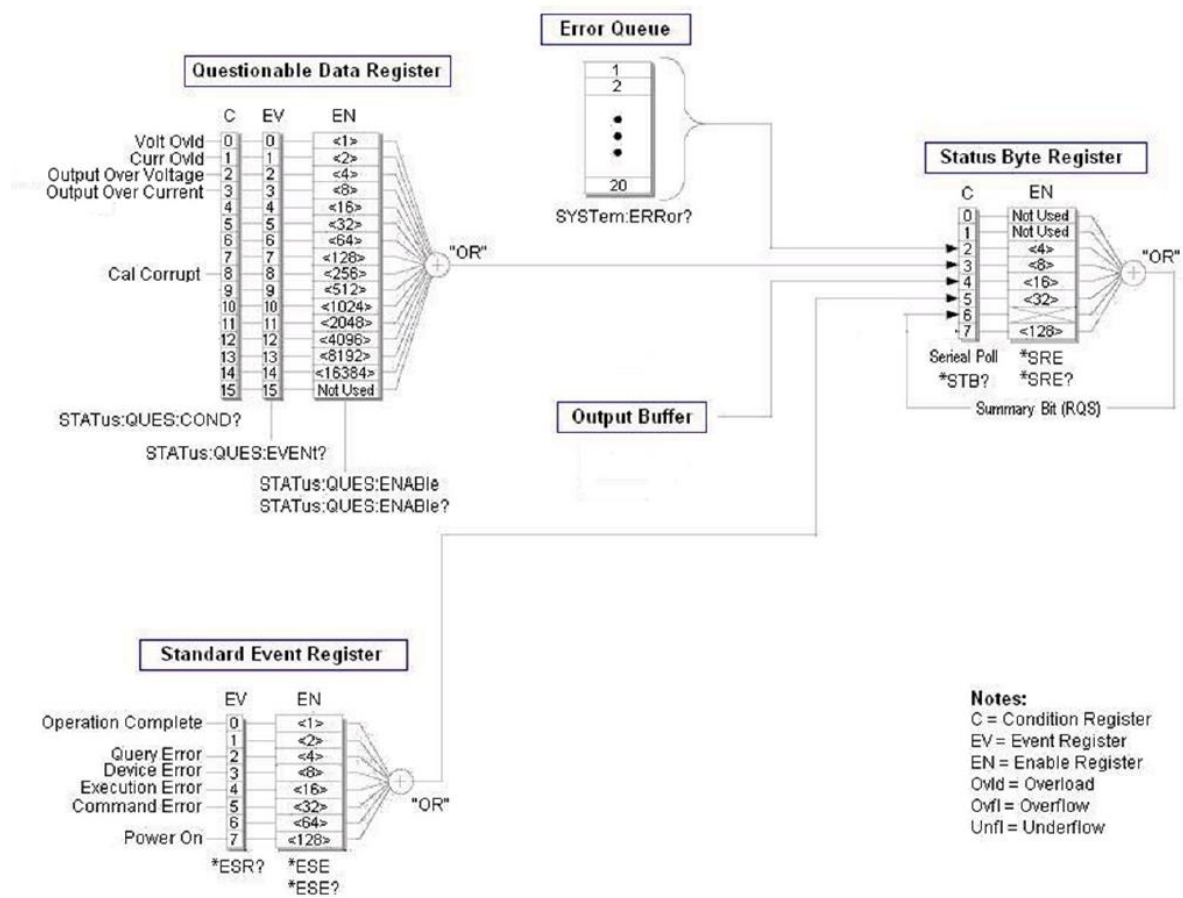 Error Queue
1
2
20
SYSTem:ERRor?
Questionable Data Register
C EV EN
Volt Ovld 0 0 <1>
Curr Ovld 1 1 <2>
Output Over Voltage 2 2 <4>
Output Over Current 3 3 <8>
4 4 <16>
5 5 <32>
6 6 <64>
7 7 <128>
Cal Corrupt 8 8 <256>
9 9 <512>
10 10 <1024>
11 11 <2048>
12 12 <4096>
13 13 <8192>
14 14 <16384>
15 15 Not Used
"OR"
STATus:QUES:COND?
STATus:QUES:EVENt?
STATus:QUES:ENABle
STATus:QUES:ENABle?
Status Byte Register
C EN
0 Not Used
1 Not Used
2 <4>
3 <8>
4 <16>
5 <32>
6
7 <128>
"OR"
Serieal Poll *SRE
*STB? *SRE?
Summary Bit (RQS)
Output Buffer
Standard Event Register
EV EN
Operation Complete 0 <1>
1 <2>
Query Error 2 <4>
Device Error 3 <8>
Execution Error 4 <16>
Command Error 5 <32>
6 <64>
Power On 7 <128>
"OR"
*ESR? *ESE
*ESE?
Notes:
C = Condition Register
EV = Event Register
EN = Enable Register
Ovld = Overload
Ovfl = Overflow
Unfl = Underflow